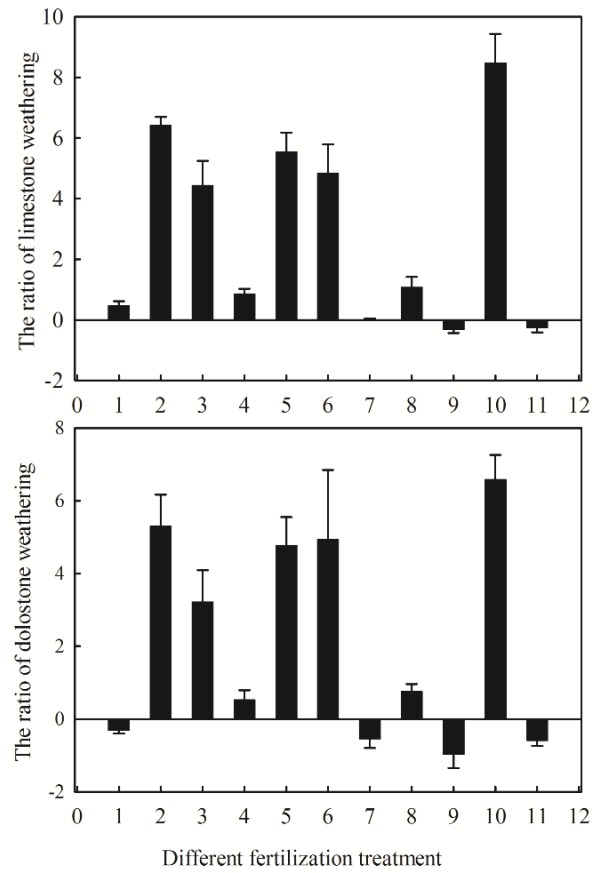 The ratio of limestone weathering
10
8
6
4
2
0
-2
0 1 2 3 4 5 6 7 8 9 10 11 12
The ratio of dolostone weathering
8
6
4
2
0
-2
0 1 2 3 4 5 6 7 8 9 10 11 12
Different fertilization treatment